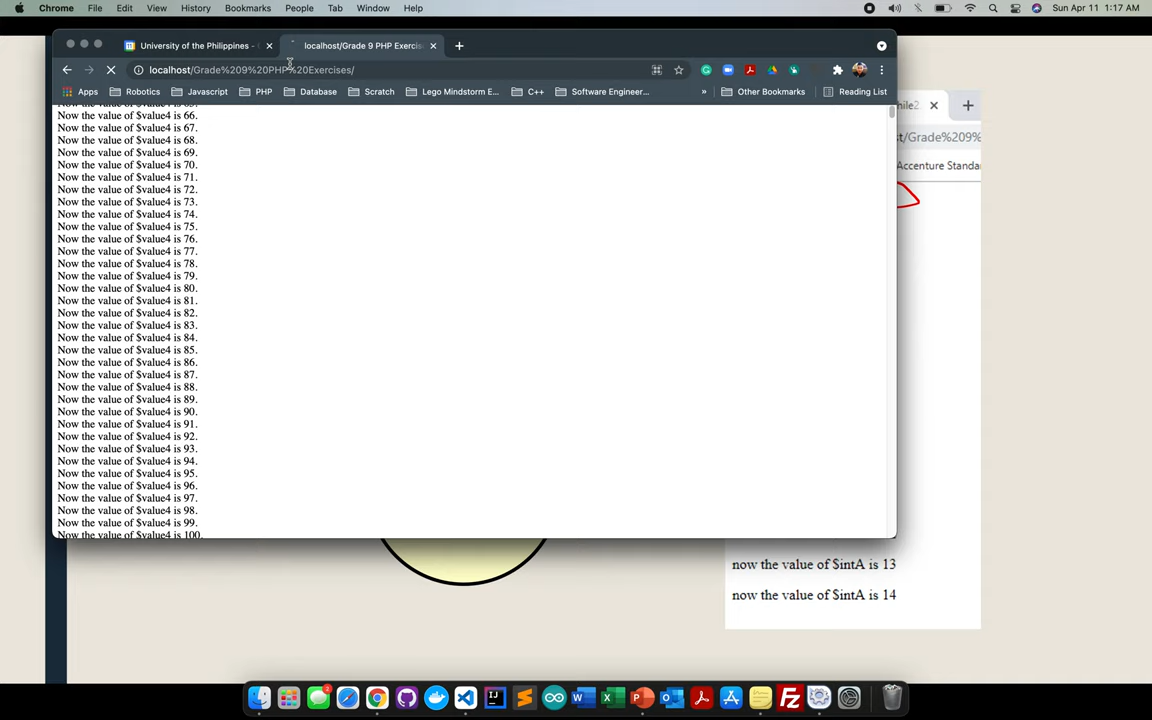 Chrome File Edit View History Bookmarks People Tab Window Help Sun Apr 11 1:17 AM
University of the Philippines - localhost/Grade 9 PHP Exercis
localhost/Grade%209%20PHP%20Exercises/
Apps Robotics Javascript PHP Database Scratch Lego Mindstorm E... C++ Software Engineer... » Other Bookmarks Reading List
hile2
st/Grade%209%
Accenture Standa
Now the value of $value4 is 65.
Now the value of $value4 is 66.
Now the value of $value4 is 67.
Now the value of $value4 is 68.
Now the value of $value4 is 69.
Now the value of $value4 is 70.
Now the value of $value4 is 71.
Now the value of $value4 is 72.
Now the value of $value4 is 73.
Now the value of $value4 is 74.
Now the value of $value4 is 75.
Now the value of $value4 is 76.
Now the value of $value4 is 77.
Now the value of $value4 is 78.
Now the value of $value4 is 79.
Now the value of $value4 is 80.
Now the value of $value4 is 81.
Now the value of $value4 is 82.
Now the value of $value4 is 83.
Now the value of $value4 is 84.
Now the value of $value4 is 85.
Now the value of $value4 is 86.
Now the value of $value4 is 87.
Now the value of $value4 is 88.
Now the value of $value4 is 89.
Now the value of $value4 is 90.
Now the value of $value4 is 91.
Now the value of $value4 is 92.
Now the value of $value4 is 93.
Now the value of $value4 is 94.
Now the value of $value4 is 95.
Now the value of $value4 is 96.
Now the value of $value4 is 97.
Now the value of $value4 is 98.
Now the value of $value4 is 99.
Now the value of $value4 is 100.
now the value of $intA is 13
now the value of $intA is 14